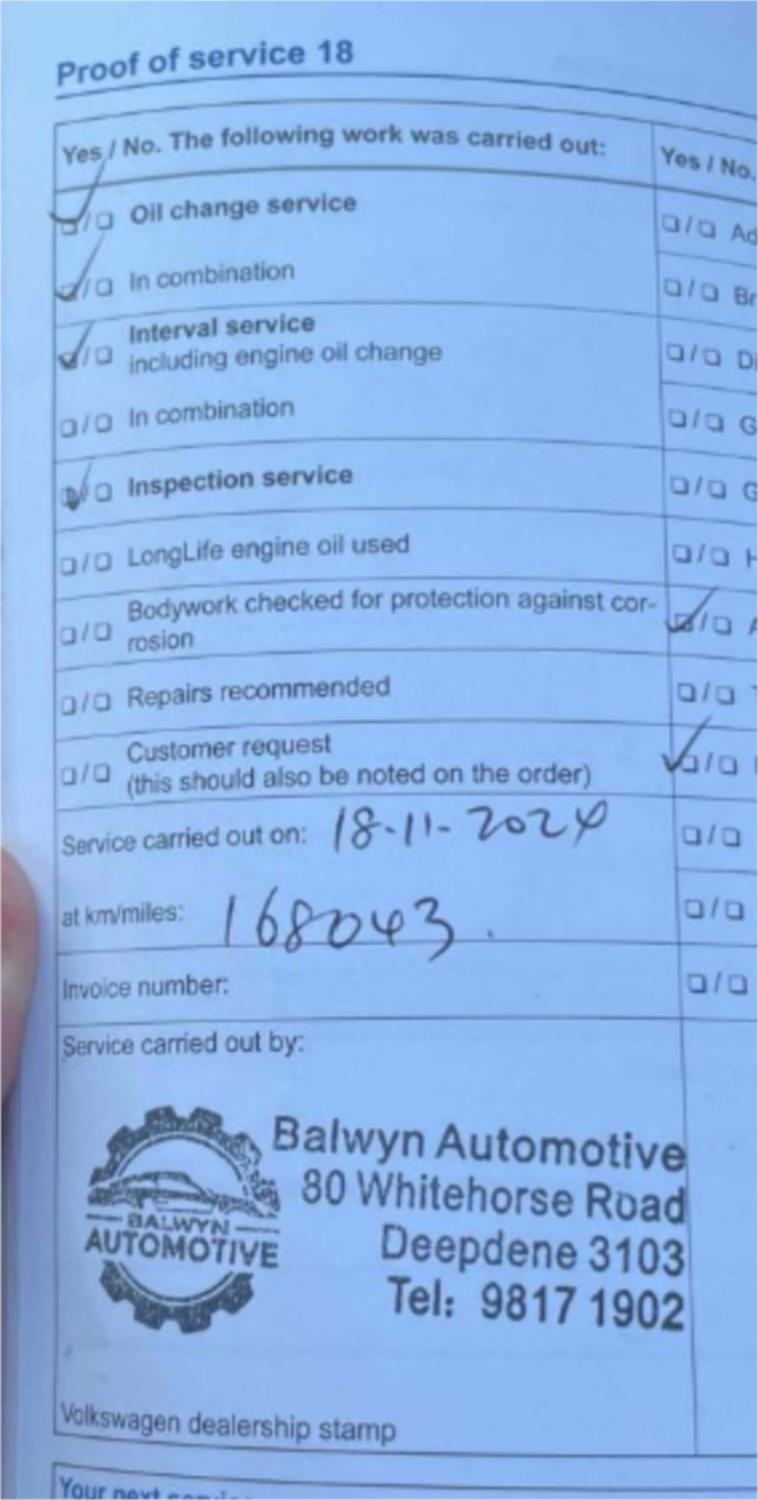 Proof of service 18
Yes / No. The following work was carried out:
Oil change service
In combination
Interval service
including engine oil change
In combination
Inspection service
LongLife engine oil used
Bodywork checked for protection against cor-
rosion
Repairs recommended
Customer request
(this should also be noted on the order)
Service carried out on: 18-11-2024
at km/miles: 168043.
Invoice number:
Service carried out by:
BALWYN
AUTOMOTIVE
Balwyn Automotive
80 Whitehorse Road
Deepdene 3103
Tel: 9817 1902
Volkswagen dealership stamp
Yes / No.
Your next